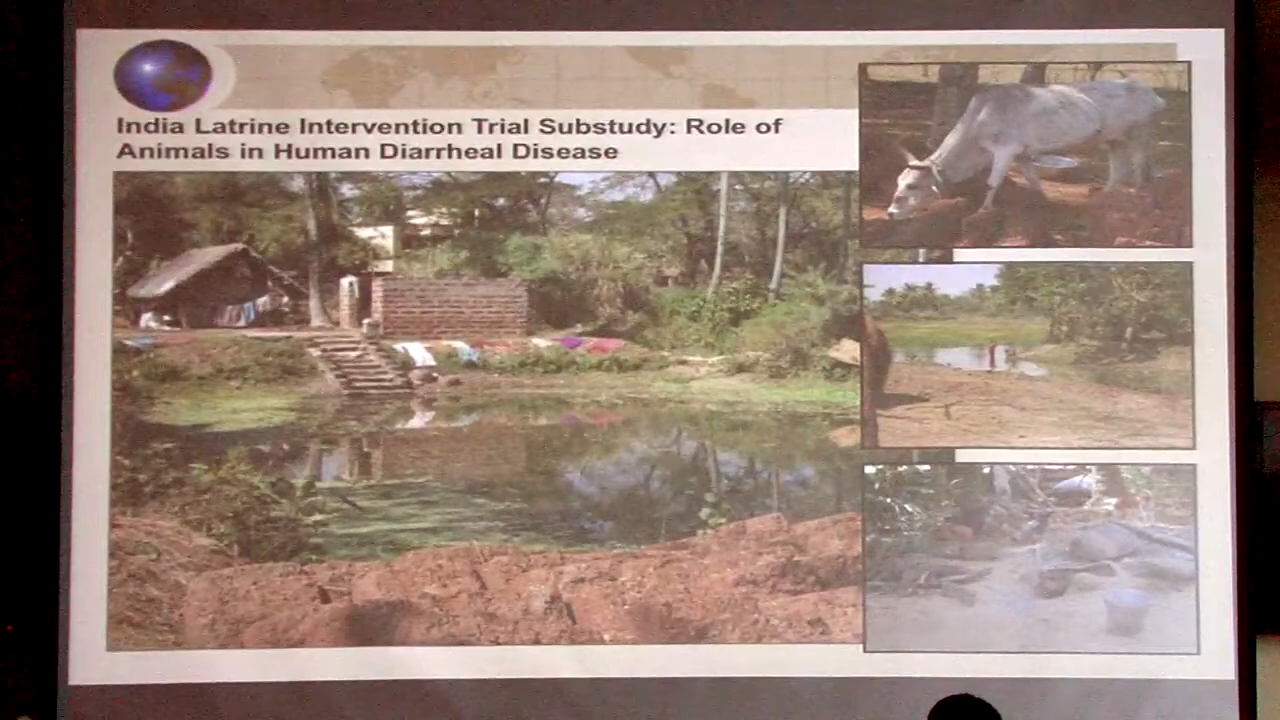 India Latrine Intervention Trial Substudy: Role of
Animals in Human Diarrheal Disease